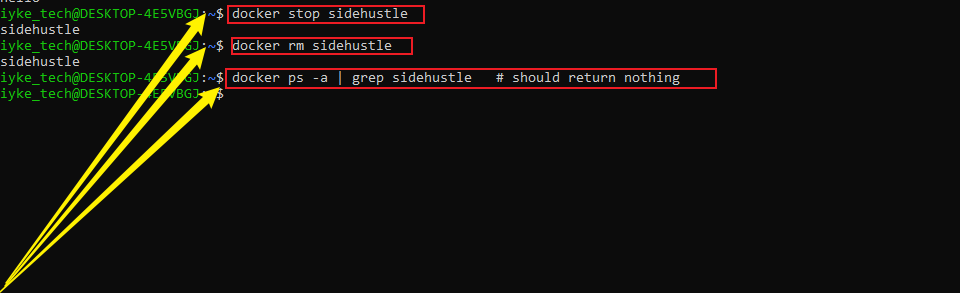 iyke_tech@DESKTOP-4E5VBGJ:~$ docker stop sidehustle
sidehustle
iyke_tech@DESKTOP-4E5VBGJ:~$ docker rm sidehustle
sidehustle
iyke_tech@DESKTOP-4E5VBGJ:~$ docker ps -a | grep sidehustle   # should return nothing
iyke_tech@DESKTOP-4E5VBGJ:~$